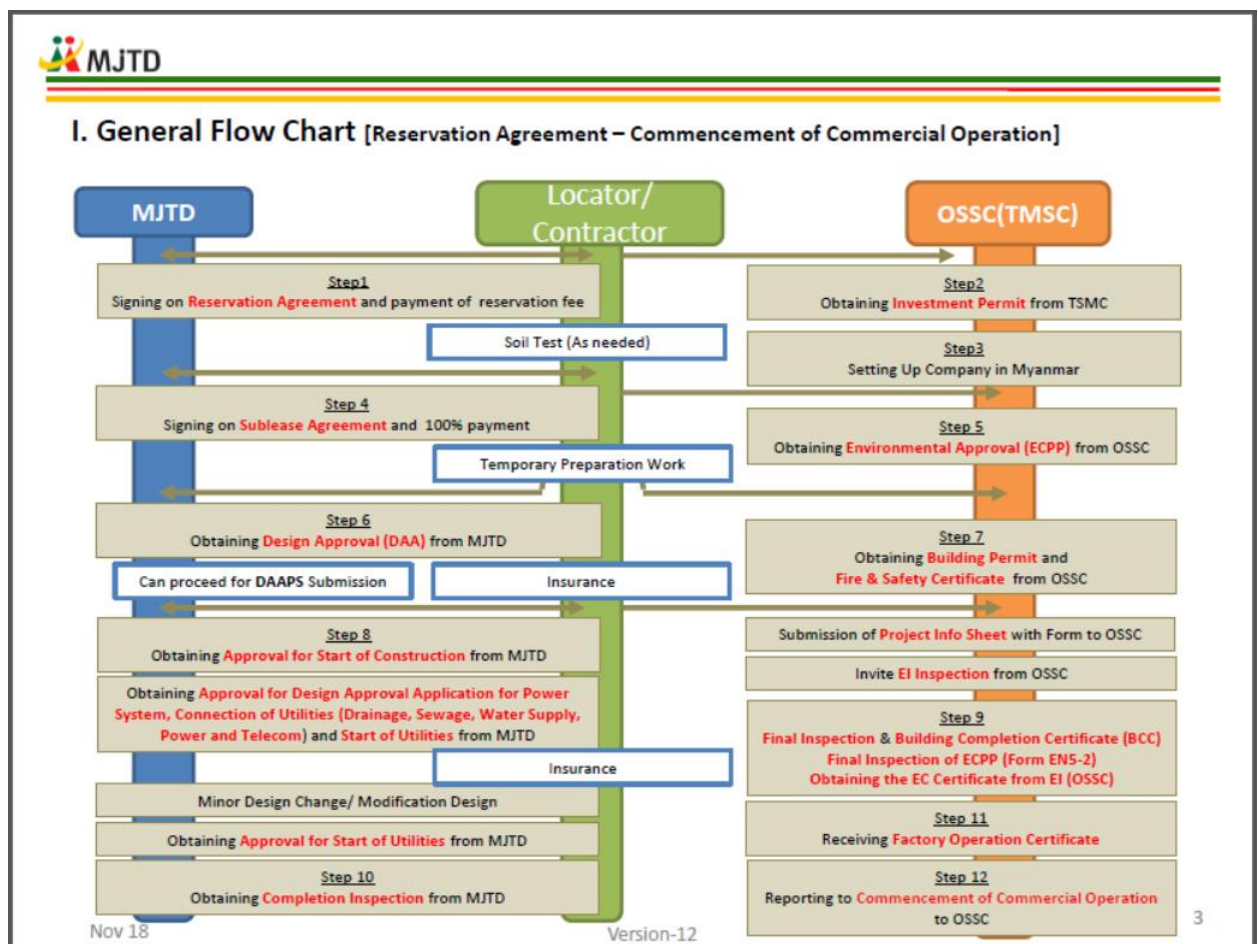 MJTD
I. General Flow Chart [Reservation Agreement – Commencement of Commercial Operation]
MJTD
Locator/
Contractor
OSSC(TMSC)
Step1
Signing on Reservation Agreement and payment of reservation fee
Step2
Obtaining Investment Permit from TSMC
Soil Test (As needed)
Step3
Setting Up Company in Myanmar
Step 4
Signing on Sublease Agreement and 100% payment
Step 5
Obtaining Environmental Approval (ECPP) from OSSC
Temporary Preparation Work
Step 6
Obtaining Design Approval (DAA) from MJTD
Step 7
Obtaining Building Permit and
Fire & Safety Certificate from OSSC
Can proceed for DAAPS Submission
Insurance
Step 8
Obtaining Approval for Start of Construction from MJTD
Submission of Project Info Sheet with Form to OSSC
Invite EI Inspection from OSSC
Obtaining Approval for Design Approval Application for Power
System, Connection of Utilities (Drainage, Sewage, Water Supply,
Power and Telecom) and Start of Utilities from MJTD
Step 9
Final Inspection & Building Completion Certificate (BCC)
Final Inspection of ECPP (Form EN5-2)
Obtaining the EC Certificate from EI (OSSC)
Insurance
Minor Design Change/ Modification Design
Obtaining Approval for Start of Utilities from MJTD
Step 11
Receiving Factory Operation Certificate
Step 10
Obtaining Completion Inspection from MJTD
Step 12
Reporting to Commencement of Commercial Operation
to OSSC
Nov 18
Version-12
3